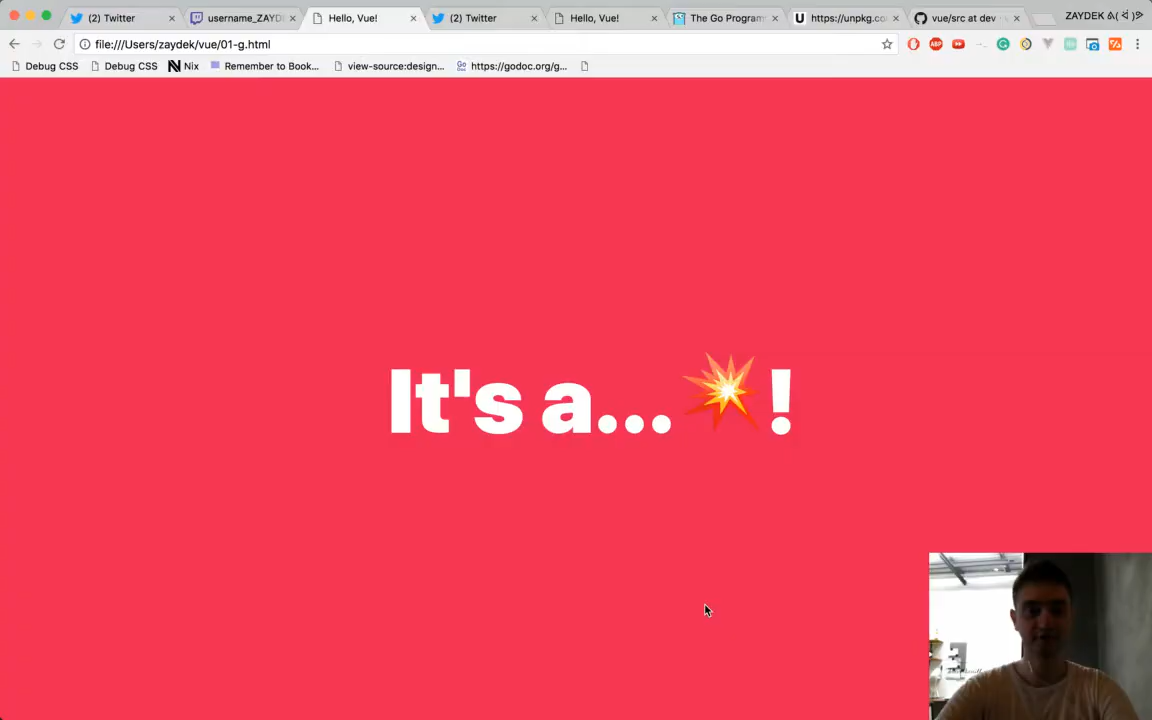 (2) Twitter
username_ZAYD
Hello, Vue!
(2) Twitter
Hello, Vue!
The Go Program
https://unpkg.co
vue/src at dev
ZAYDEK
file:///Users/zaydek/vue/01-g.html
ABP
Debug CSS
Debug CSS
Nix
Remember to Book...
view-source:design...
https://godoc.org/g...
It's a...💥!